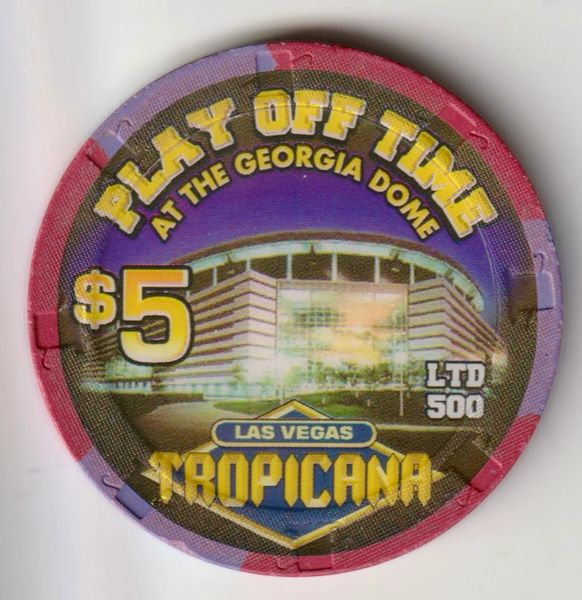 PLAY OFF TIME
AT THE GEORGIA DOME
$5
LTD
500
LAS VEGAS
TROPICANA